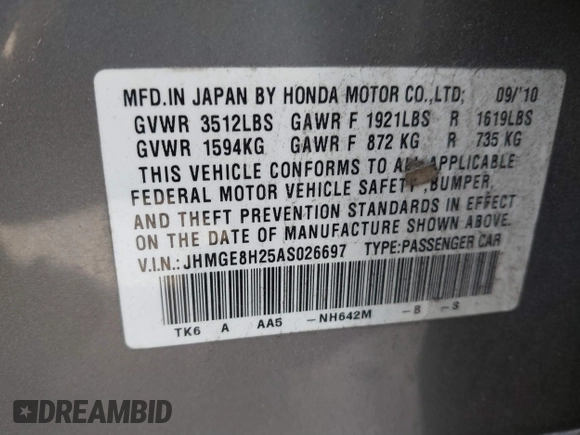 MFD.IN JAPAN BY HONDA MOTOR CO.,LTD; 09/'10
GVWR 3512LBS GAWR F 1921LBS R 1619LBS
GVWR 1594KG GAWR F 872 KG R 735 KG
THIS VEHICLE CONFORMS TO ALL APPLICABLE
FEDERAL MOTOR VEHICLE SAFETY ,BUMPER,
AND THEFT PREVENTION STANDARDS IN EFFECT
ON THE DATE OF MANUFACTURE SHOWN ABOVE.
V.I.N.:JHMGE8H25AS026697 TYPE:PASSENGER CAR
TK6 A AA5 -NH642M -B -S
DREAMBID